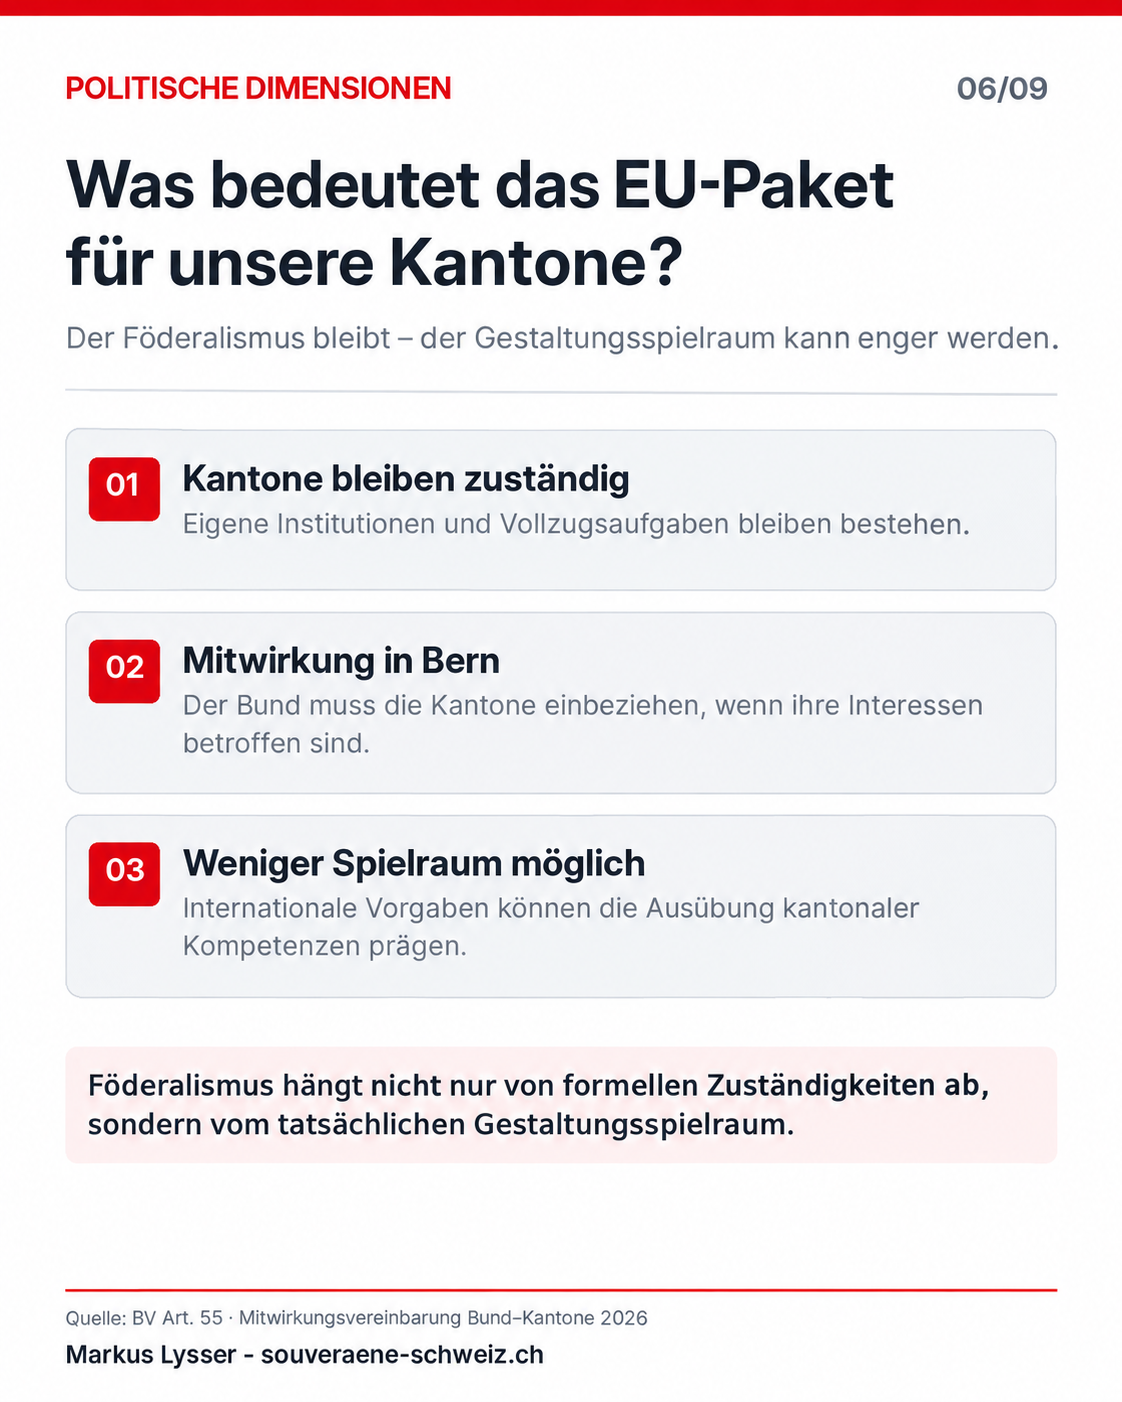 POLITISCHE DIMENSIONEN
06/09
Was bedeutet das EU-Paket
für unsere Kantone?
Der Föderalismus bleibt – der Gestaltungsspielraum kann enger werden.
01
Kantone bleiben zuständig
Eigene Institutionen und Vollzugsaufgaben bleiben bestehen.
02
Mitwirkung in Bern
Der Bund muss die Kantone einbeziehen, wenn ihre Interessen
betroffen sind.
03
Weniger Spielraum möglich
Internationale Vorgaben können die Ausübung kantonaler
Kompetenzen prägen.
Föderalismus hängt nicht nur von formellen Zuständigkeiten ab,
sondern vom tatsächlichen Gestaltungsspielraum.
Quelle: BV Art. 55 · Mitwirkungsvereinbarung Bund–Kantone 2026
Markus Lysser - souveraene-schweiz.ch